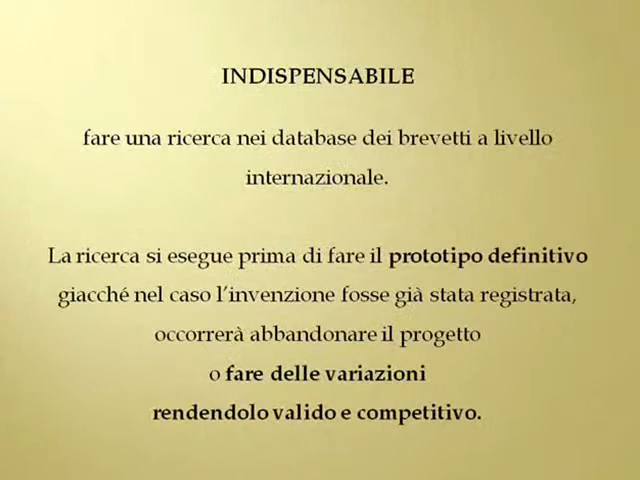 INDISPENSABILE
fare una ricerca nei database dei brevetti a livello
internazionale.
La ricerca si esegue prima di fare il prototipo definitivo
giacché nel caso l'invenzione fosse già stata registrata,
occorrerà abbandonare il progetto
o fare delle variazioni
rendendolo valido e competitivo.